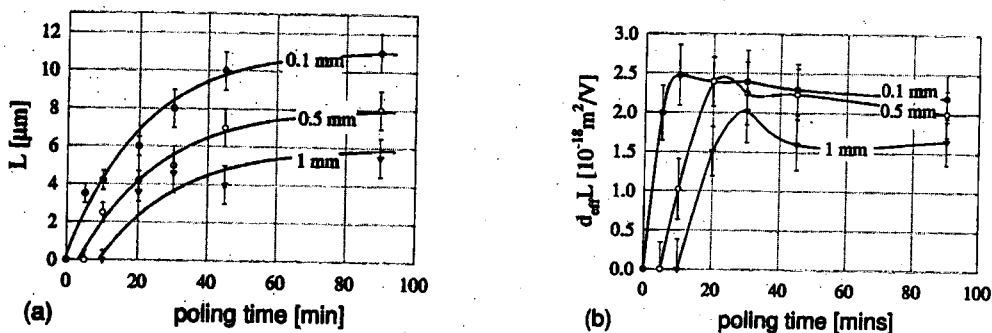 L [µm]
12
10
8
6
4
2
0
0.1 mm
0.5 mm
1 mm
0 20 40 60 80 100
(a) poling time [min]
d_eff L [10⁻¹⁸m²/V]
3.0
2.5
2.0
1.5
1.0
0.5
0.0
0.1 mm
0.5 mm
1 mm
0 20 40 60 80 100
(b) poling time [mins]